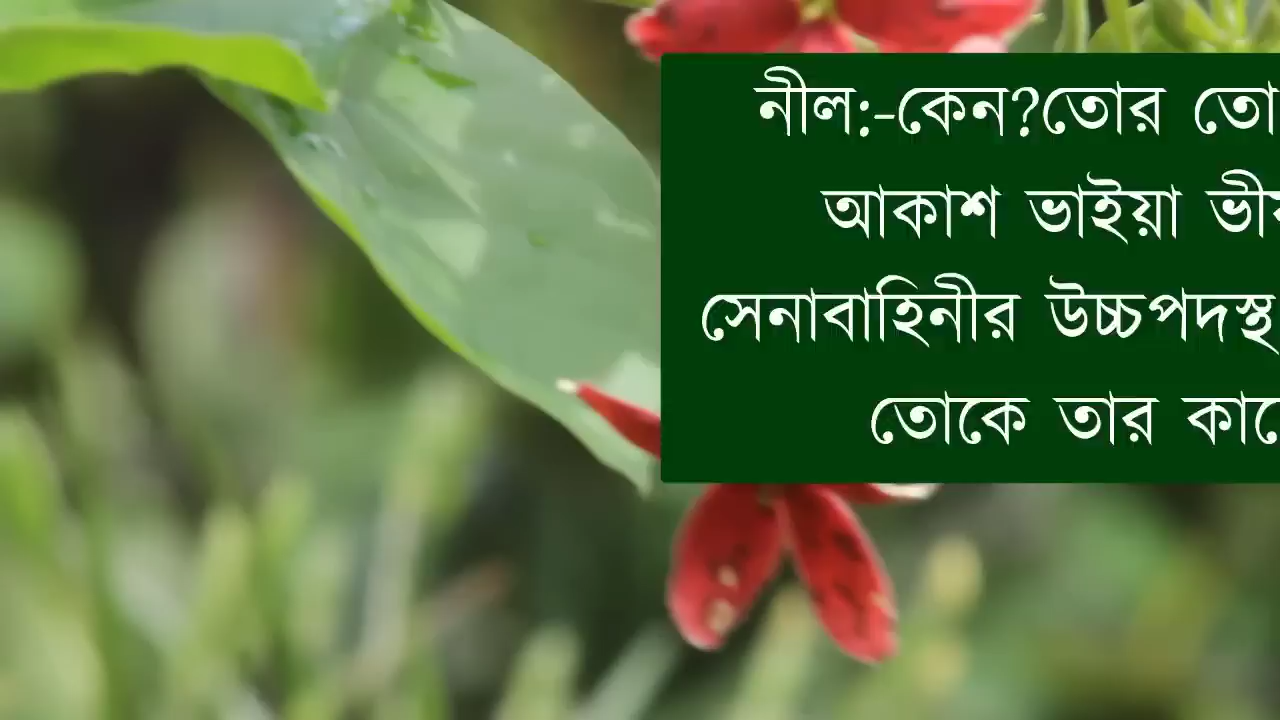 নীল:-কেন?তোর তো
আকাশ ভাইয়া
সেনাবাহিনীর উচ্চপদস্থ
তোকে তার